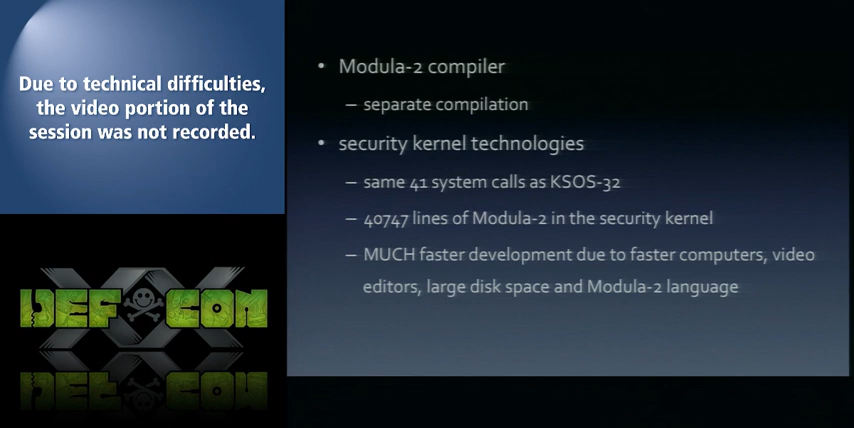 Due to technical difficulties,
the video portion of the
session was not recorded.
DEF CON
XX
• Modula-2 compiler
– separate compilation
• security kernel technologies
– same 41 system calls as KSOS-32
– 40747 lines of Modula-2 in the security kernel
– MUCH faster development due to faster computers, video
editors, large disk space and Modula-2 language